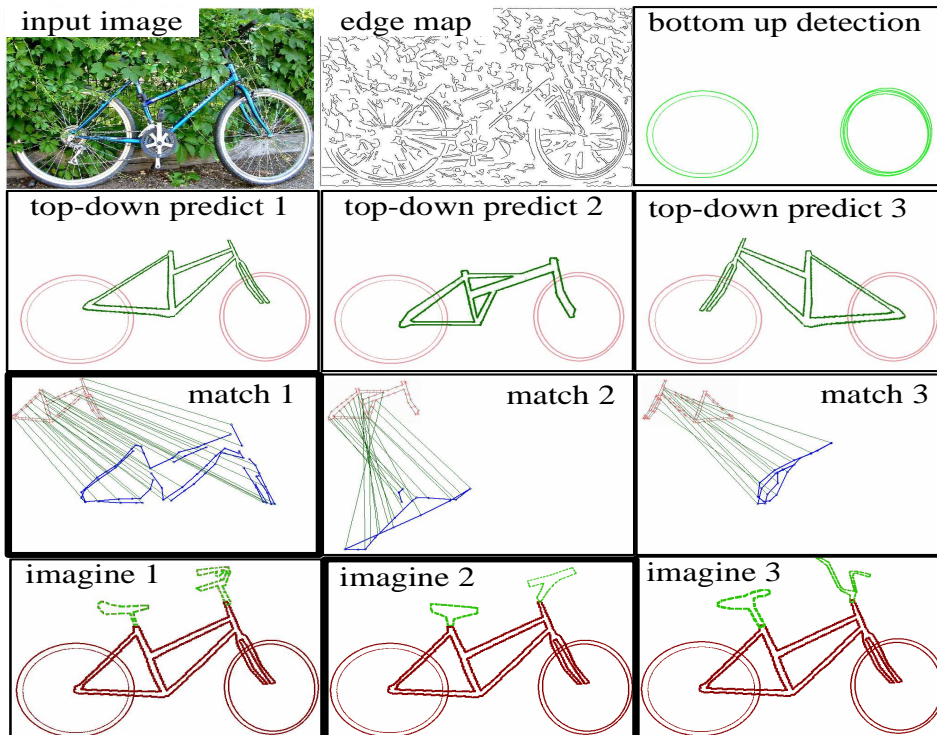 input image
edge map
bottom up detection
top-down predict 1
top-down predict 2
top-down predict 3
match 1
match 2
match 3
imagine 1
imagine 2
imagine 3